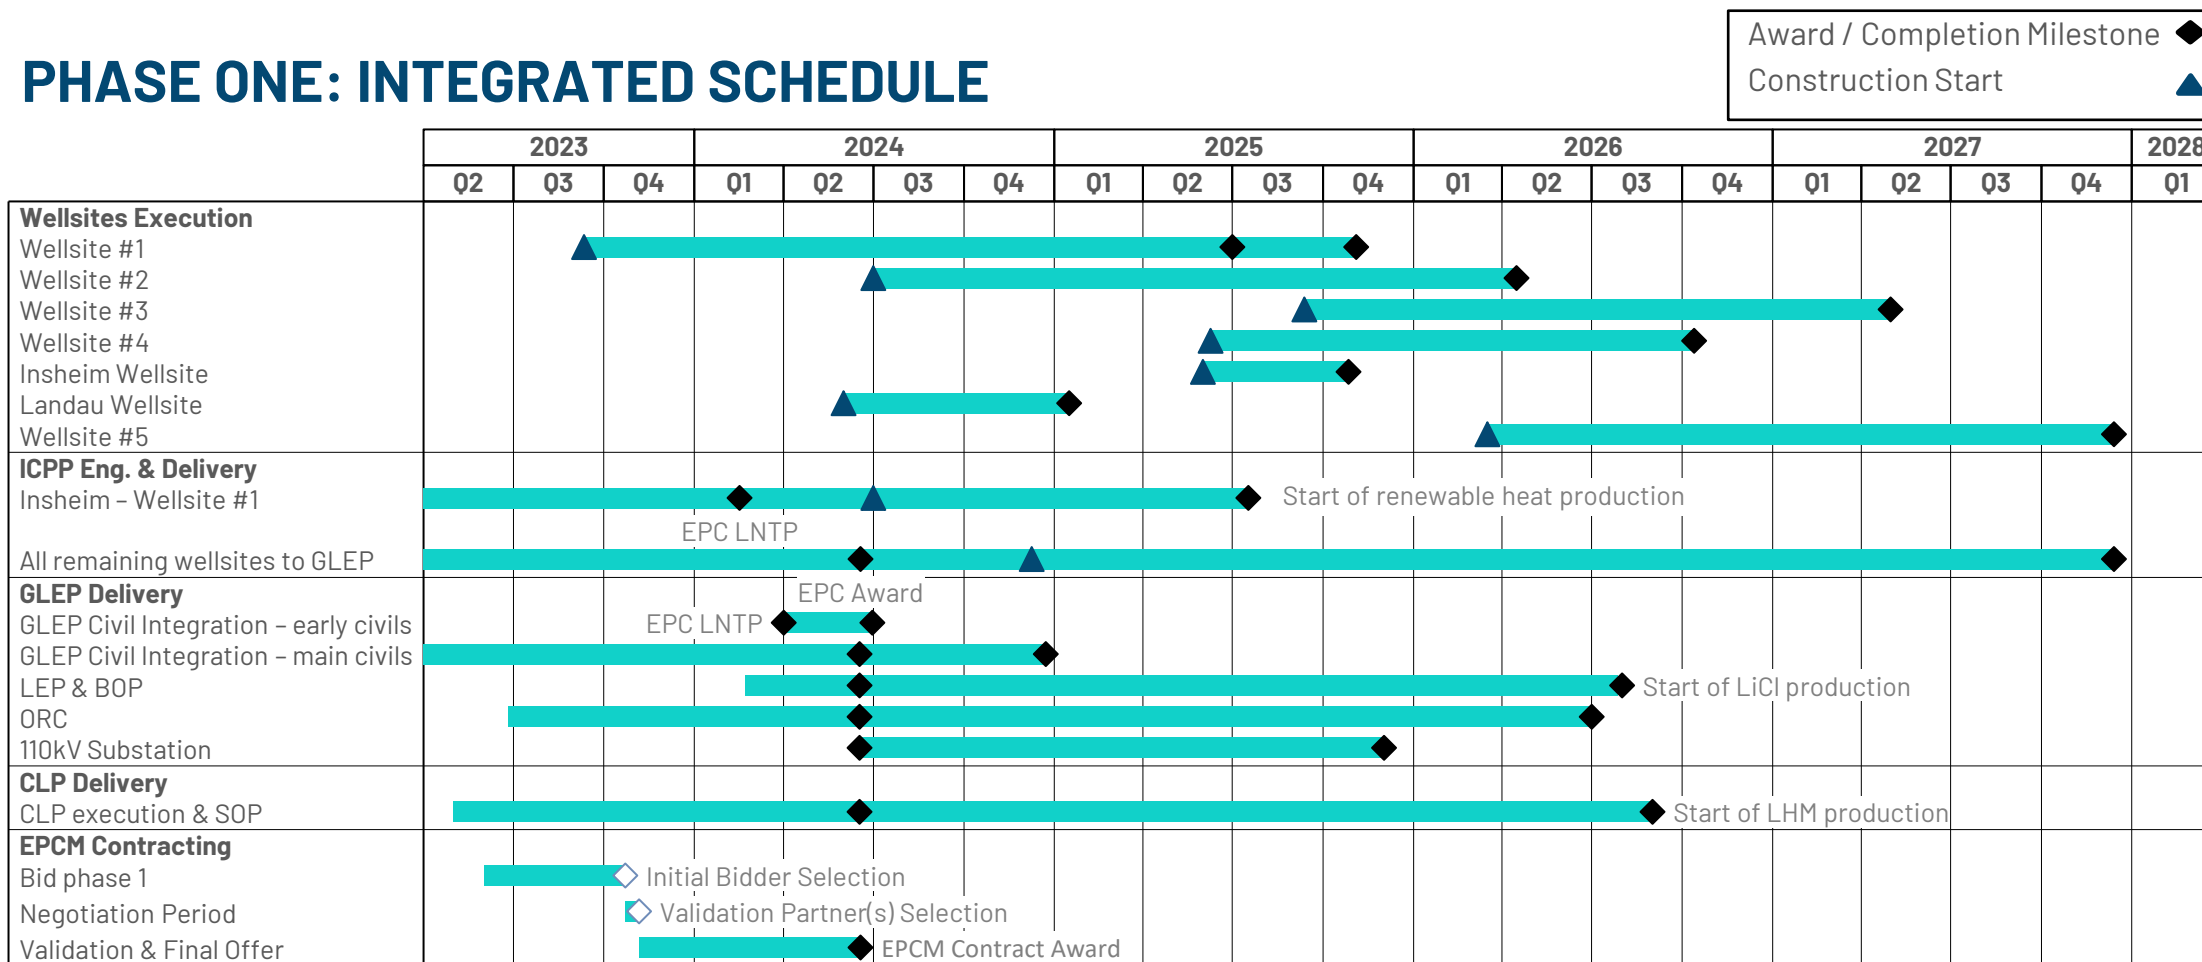 Award / Completion Milestone
Construction Start
PHASE ONE: INTEGRATED SCHEDULE
2023 2024 2025 2026 2027 2028
Q2 Q3 Q4 Q1 Q2 Q3 Q4 Q1 Q2 Q3 Q4 Q1 Q2 Q3 Q4 Q1 Q2 Q3 Q4 Q1
Wellsites Execution
Wellsite #1
Wellsite #2
Wellsite #3
Wellsite #4
Insheim Wellsite
Landau Wellsite
Wellsite #5
ICPP Eng. & Delivery
Insheim – Wellsite #1 Start of renewable heat production
EPC LNTP
All remaining wellsites to GLEP
GLEP Delivery EPC Award
GLEP Civil Integration – early civils EPC LNTP
GLEP Civil Integration – main civils
LEP & BOP Start of LiCl production
ORC
110kV Substation
CLP Delivery
CLP execution & SOP Start of LHM production
EPCM Contracting
Bid phase 1 Initial Bidder Selection
Negotiation Period Validation Partner(s) Selection
Validation & Final Offer EPCM Contract Award